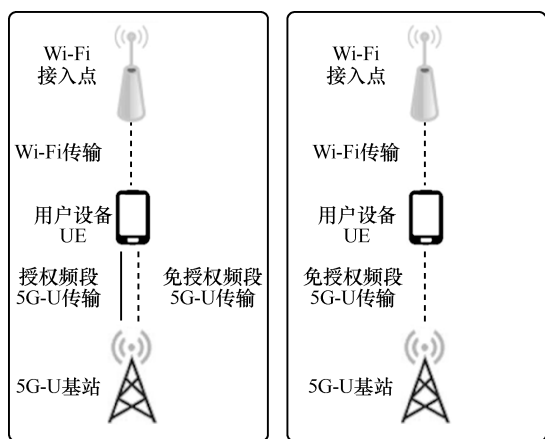 Wi-Fi
接入点
Wi-Fi传输
用户设备
UE
授权频段
5G-U传输
免授权频段
5G-U传输
5G-U基站
Wi-Fi
接入点
Wi-Fi传输
用户设备
UE
免授权频段
5G-U传输
5G-U基站